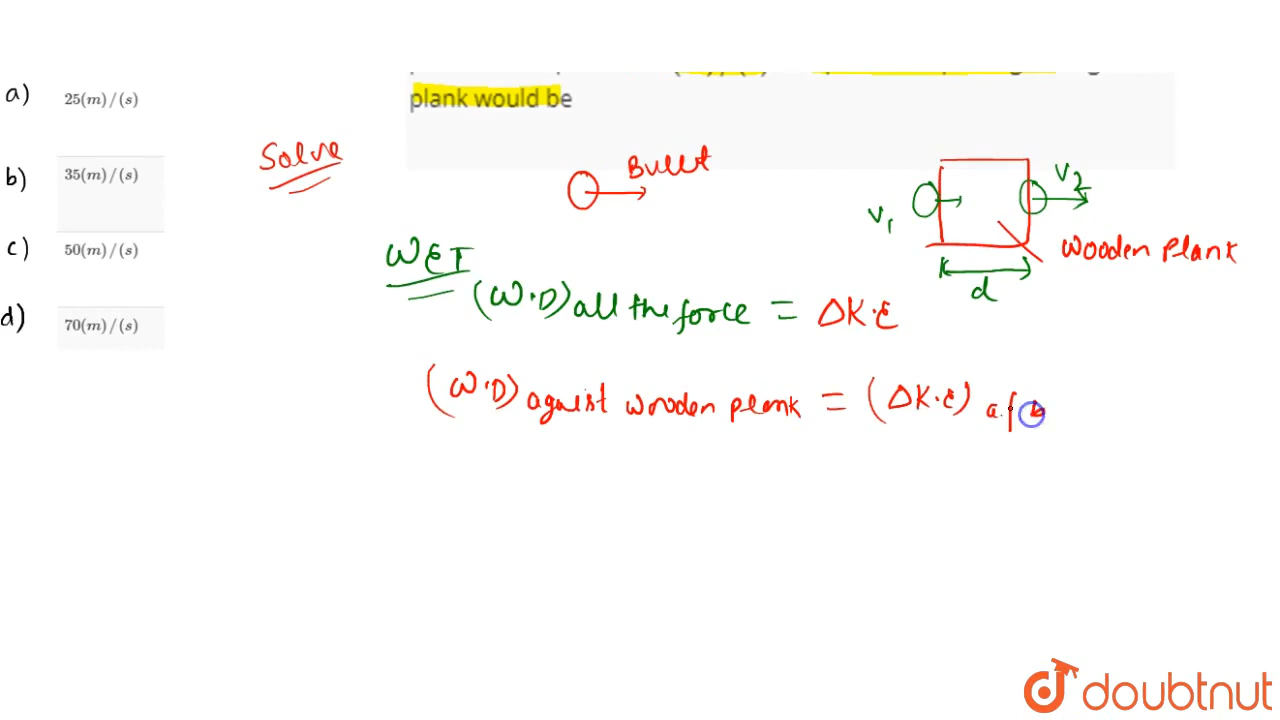 plank would be
a) 25(m)/(s)
b) 35(m)/(s)
c) 50(m)/(s)
d) 70(m)/(s)
Solve
Bullet
V1
V2
Wooden Plank
d
WET
(W.D) all the force = ΔK.E
(W.D) against wooden plank = (ΔK.E)
doubtnut